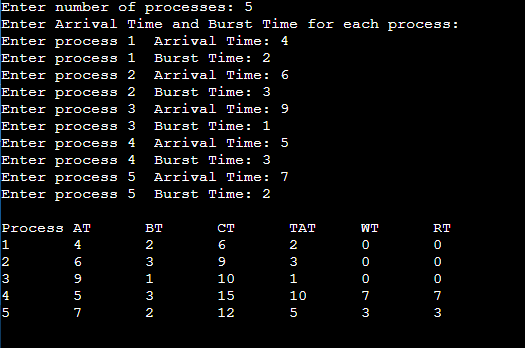 Enter number of processes: 5
Enter Arrival Time and Burst Time for each process:
Enter process 1  Arrival Time: 4
Enter process 1  Burst Time: 2
Enter process 2  Arrival Time: 6
Enter process 2  Burst Time: 3
Enter process 3  Arrival Time: 9
Enter process 3  Burst Time: 1
Enter process 4  Arrival Time: 5
Enter process 4  Burst Time: 3
Enter process 5  Arrival Time: 7
Enter process 5  Burst Time: 2
Process AT BT CT TAT WT RT
1 4 2 6 2 0 0
2 6 3 9 3 0 0
3 9 1 10 1 0 0
4 5 3 15 10 7 7
5 7 2 12 5 3 3